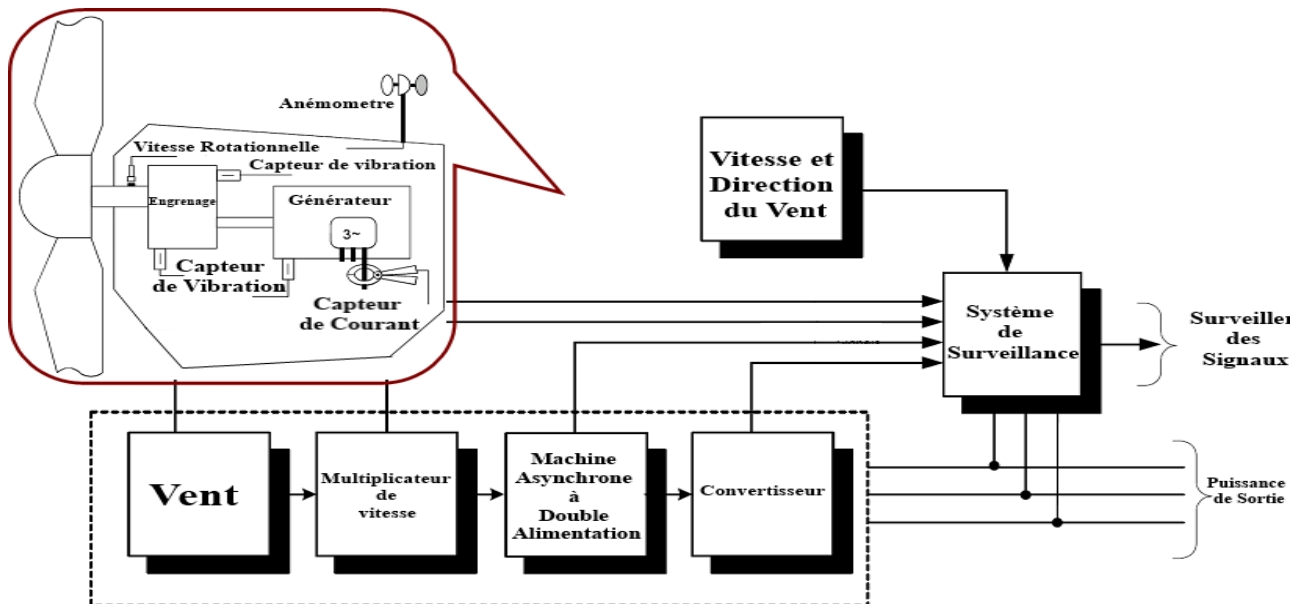 Anémometre
Vitesse Rotationnelle
Capteur de vibration
Engrenage
Générateur
3~
Capteur
de Vibration
Capteur
de Courant
Vitesse et
Direction
du Vent
Système
de
Surveillance
Surveiller
des
Signaux
Vent
Multiplicateur
de
vitesse
Machine
Asynchrone
à
Double
Alimentation
Convertisseur
Puissance
de Sortie